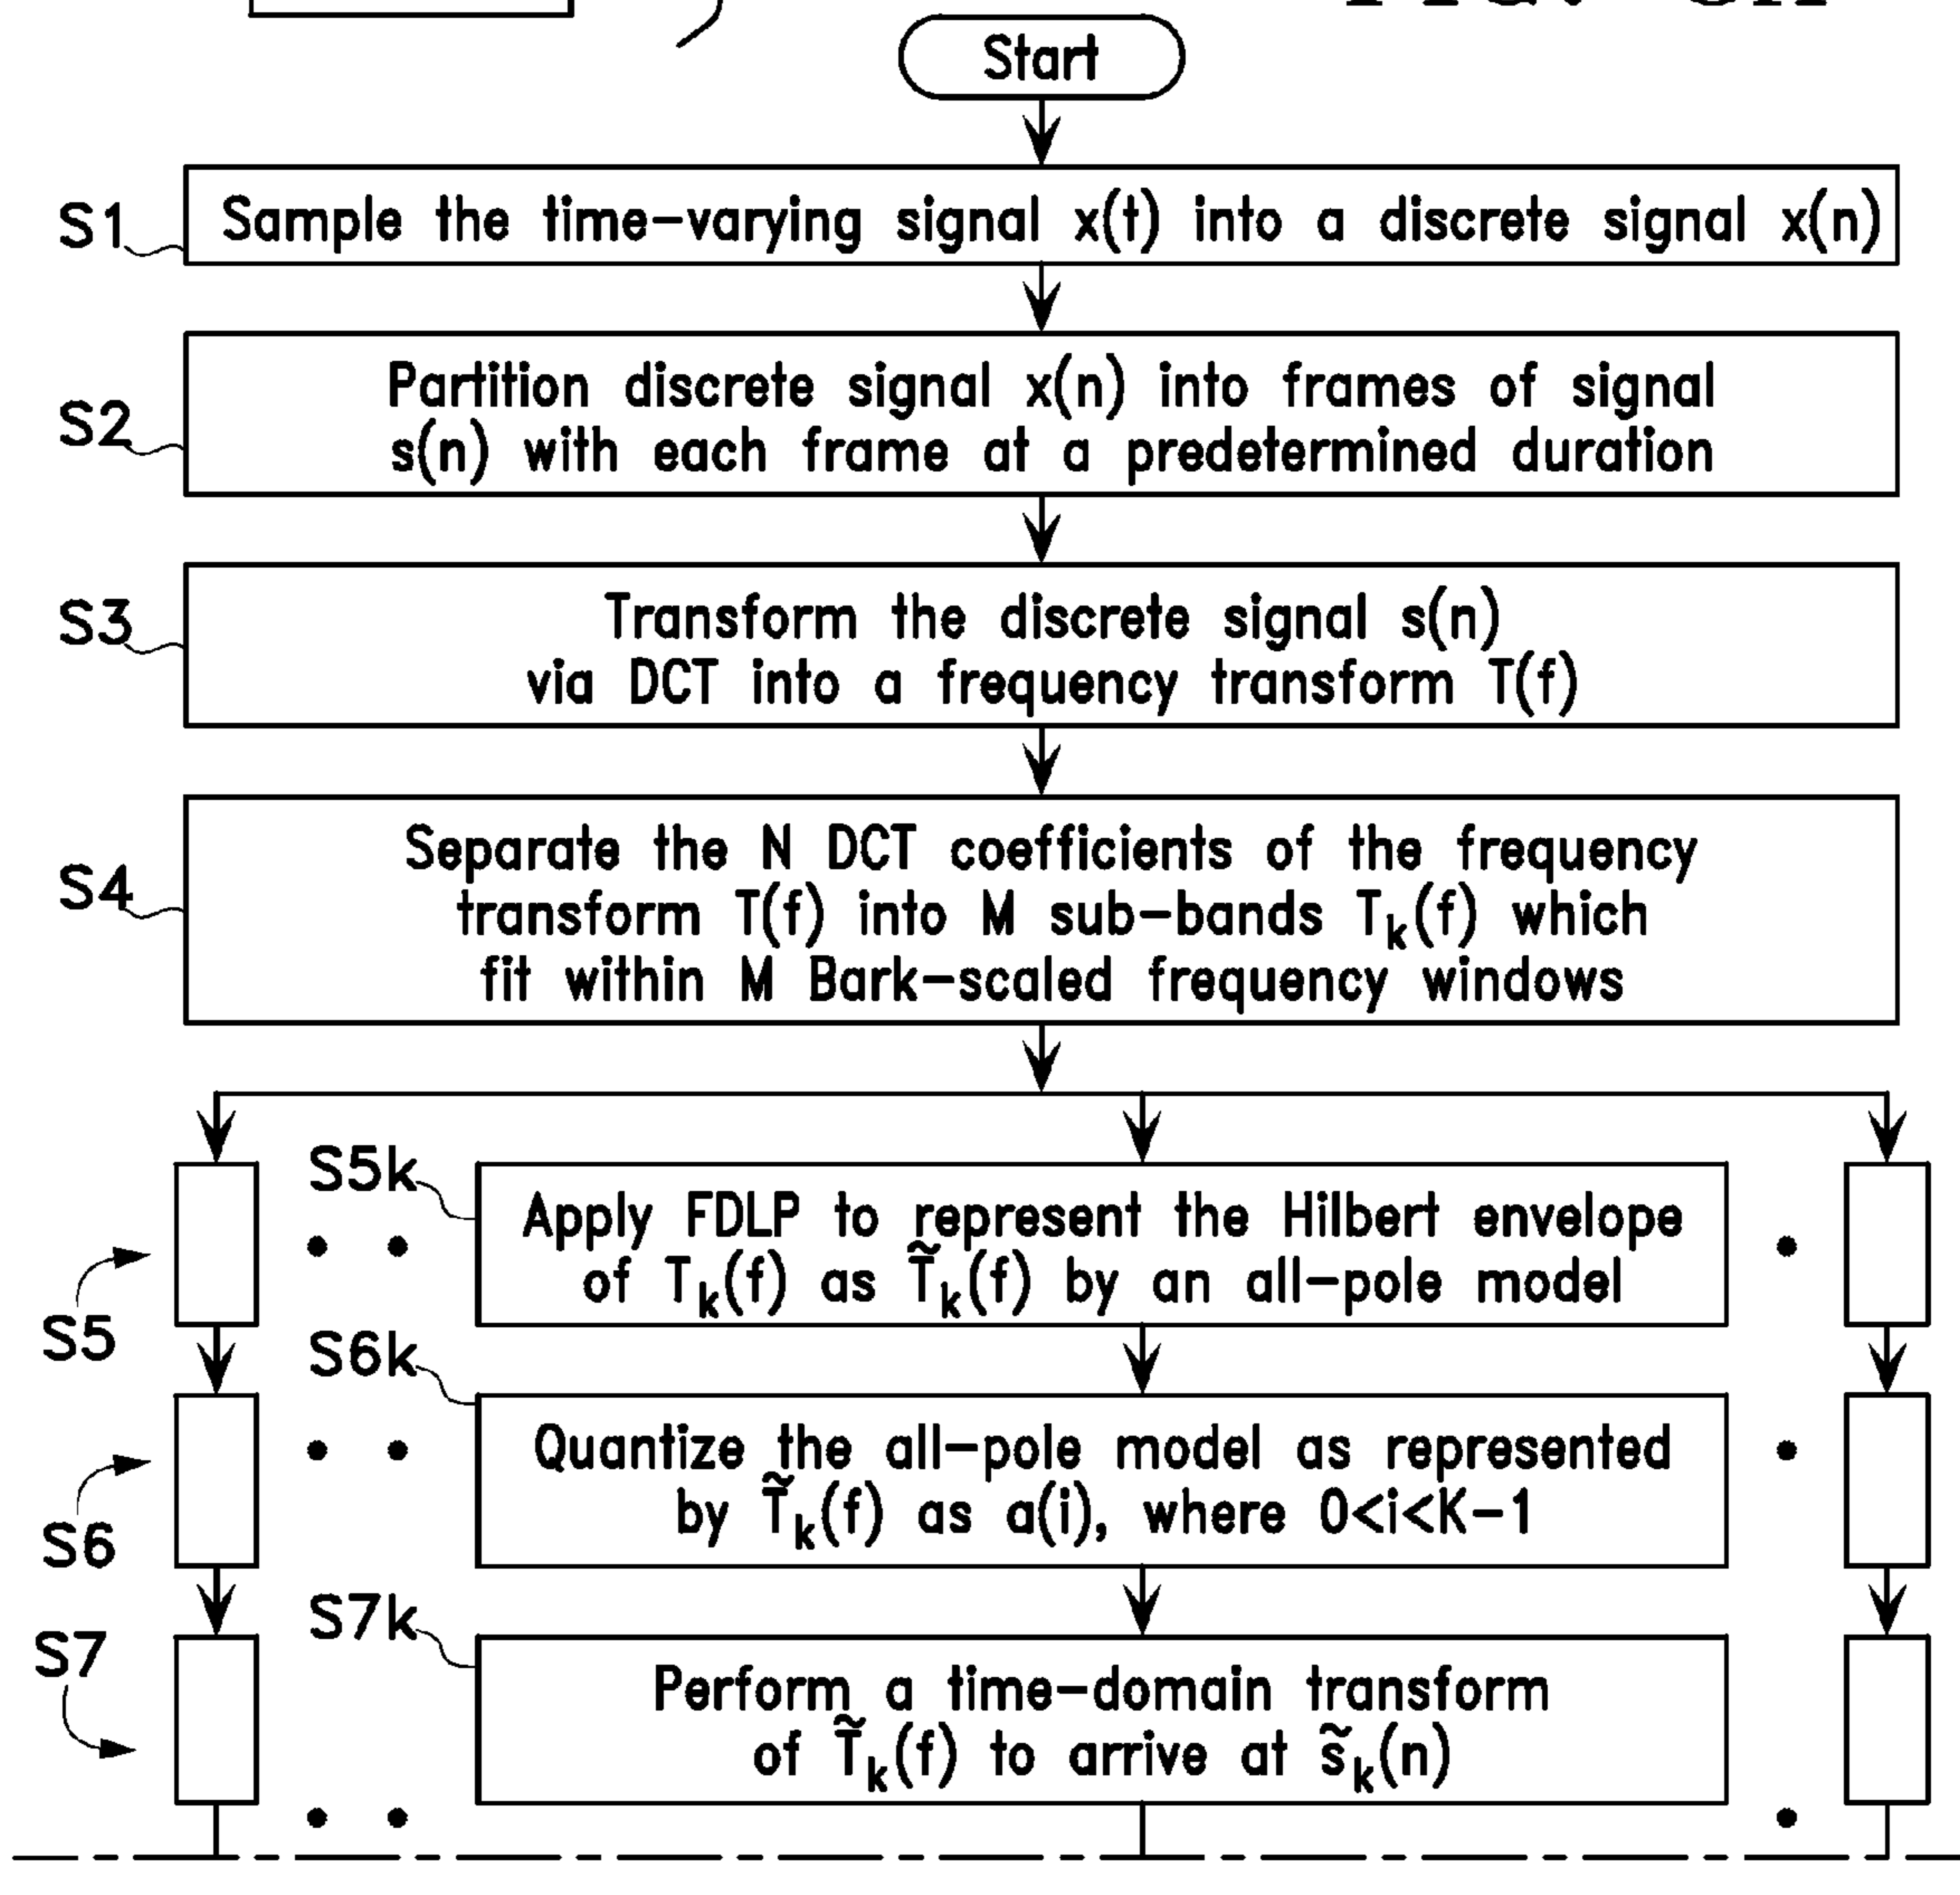 Start
S1
Sample the time-varying signal x(t) into a discrete signal x(n)
S2
Partition discrete signal x(n) into frames of signal
s(n) with each frame at a predetermined duration
S3
Transform the discrete signal s(n)
via DCT into a frequency transform T(f)
S4
Separate the N DCT coefficients of the frequency
transform T(f) into M sub-bands Tₖ(f) which
fit within M Bark-scaled frequency windows
S5k
Apply FDLP to represent the Hilbert envelope
of Tₖ(f) as T̃ₖ(f) by an all-pole model
S5
S6k
Quantize the all-pole model as represented
by T̃ₖ(f) as a(i), where 0<i<K-1
S6
S7k
S7
Perform a time-domain transform
of T̃ₖ(f) to arrive at s̃ₖ(n)